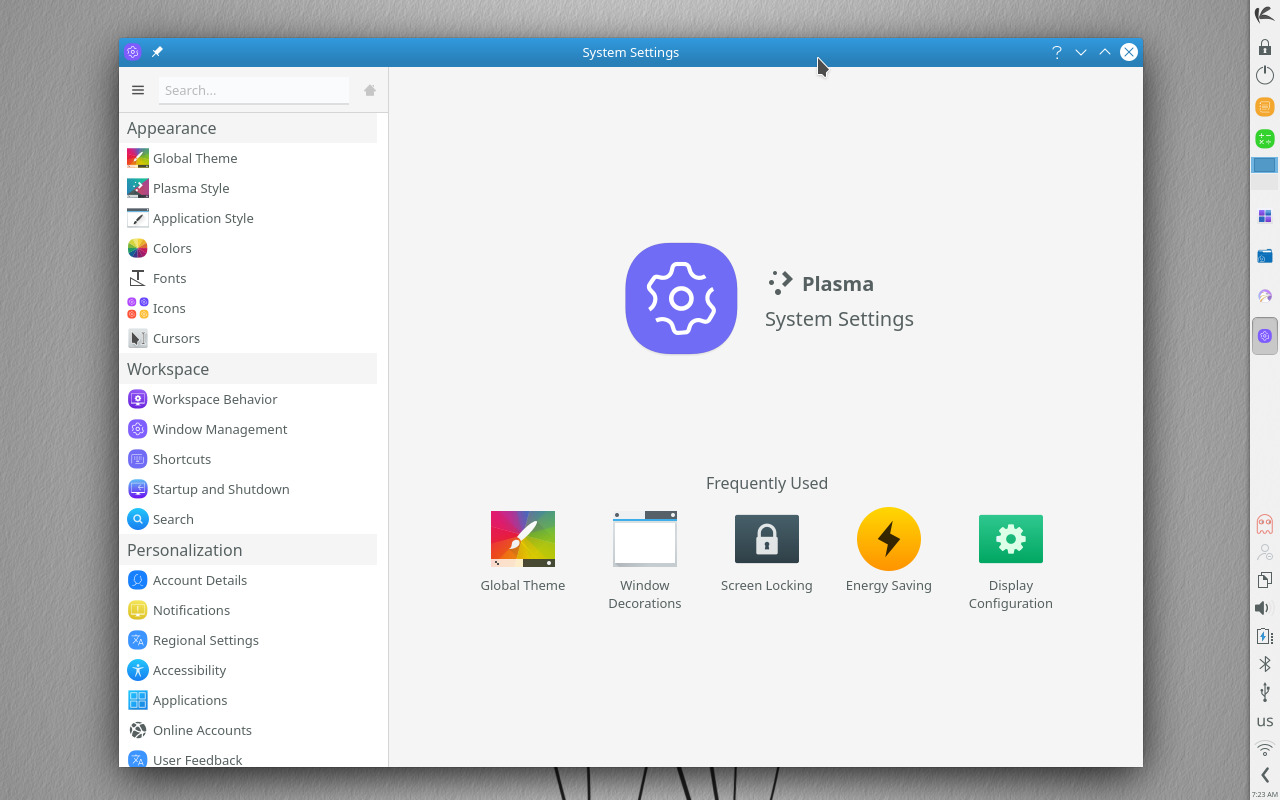 System Settings
?
Search...
Appearance
Global Theme
Plasma Style
Application Style
Colors
Fonts
Icons
Cursors
Workspace
Workspace Behavior
Window Management
Shortcuts
Startup and Shutdown
Search
Personalization
Account Details
Notifications
Regional Settings
Accessibility
Applications
Online Accounts
User Feedback
Plasma
System Settings
Frequently Used
Global Theme
Window
Decorations
Screen Locking
Energy Saving
Display
Configuration
us
7:23 AM